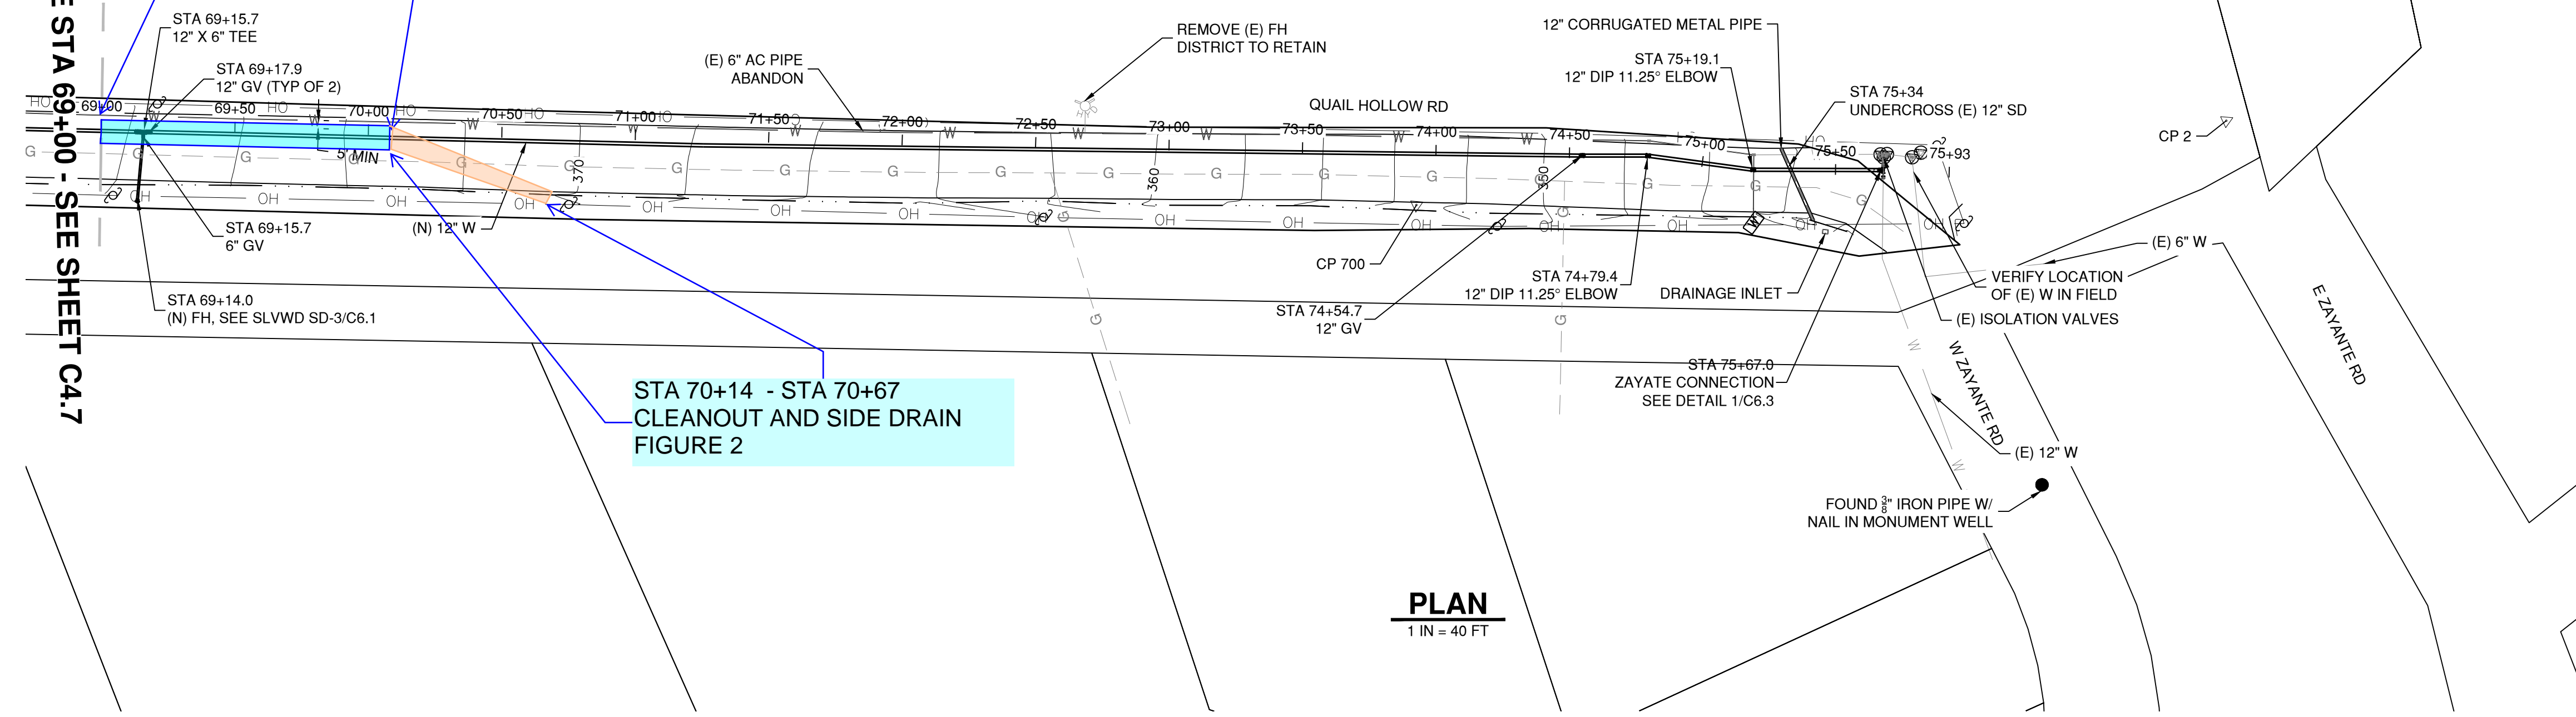 E STA 69+00 - SEE SHEET C4.7
STA 69+15.7
12" X 6" TEE
STA 69+17.9
12" GV (TYP OF 2)
(E) 6" AC PIPE
ABANDON
REMOVE (E) FH
DISTRICT TO RETAIN
QUAIL HOLLOW RD
12" CORRUGATED METAL PIPE
STA 75+19.1
12" DIP 11.25° ELBOW
STA 75+34
UNDERCROSS (E) 12" SD
CP 2
69+00
69+50
70+00
70+50
71+00
71+50
72+00
72+50
73+00
73+50
74+00
74+50
75+00
75+50
75+93
5' MIN
370
360
350
STA 69+15.7
6" GV
(N) 12" W
STA 69+14.0
(N) FH, SEE SLVWD SD-3/C6.1
CP 700
STA 74+54.7
12" GV
STA 74+79.4
12" DIP 11.25° ELBOW
DRAINAGE INLET
(E) 6" W
VERIFY LOCATION
OF (E) W IN FIELD
(E) ISOLATION VALVES
STA 75+67.0
ZAYATE CONNECTION
SEE DETAIL 1/C6.3
W ZAYANTE RD
E ZAYANTE RD
(E) 12" W
FOUND 3/8" IRON PIPE W/
NAIL IN MONUMENT WELL
STA 70+14 - STA 70+67
CLEANOUT AND SIDE DRAIN
FIGURE 2
PLAN
1 IN = 40 FT